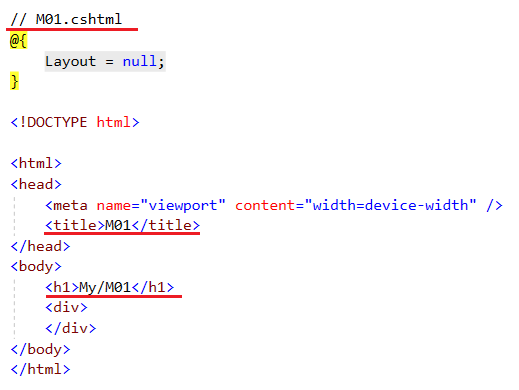 // M01.cshtml
@{
    Layout = null;
}
<!DOCTYPE html>
<html>
<head>
    <meta name="viewport" content="width=device-width" />
    <title>M01</title>
</head>
<body>
    <h1>My/M01</h1>
    <div>
    </div>
</body>
</html>